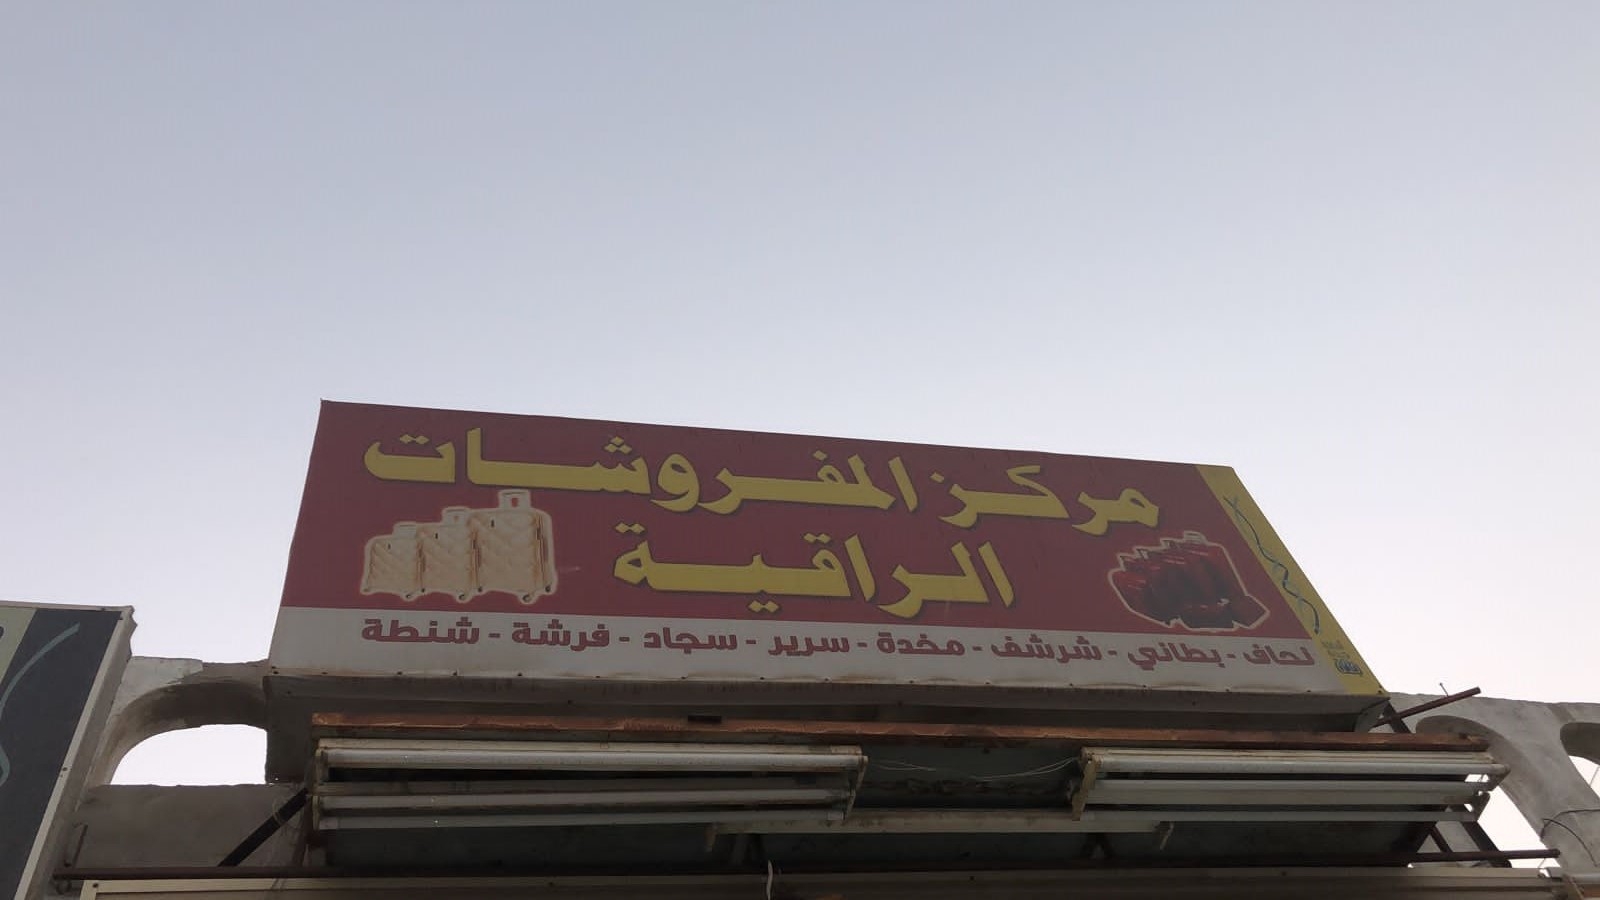 مركز المفروشات
الراقية
لحاف - بطاني - شرشف - مخدة - سرير - سجاد - فرشة - شنطة